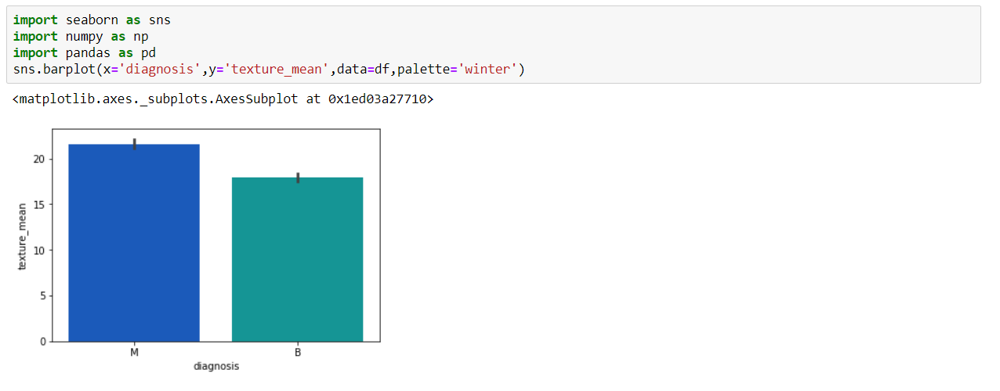 import seaborn as sns
import numpy as np
import pandas as pd
sns.barplot(x='diagnosis',y='texture_mean',data=df,palette='winter')
<matplotlib.axes._subplots.AxesSubplot at 0x1ed03a27710>
20
15
texture_mean
10
5
0
M
B
diagnosis